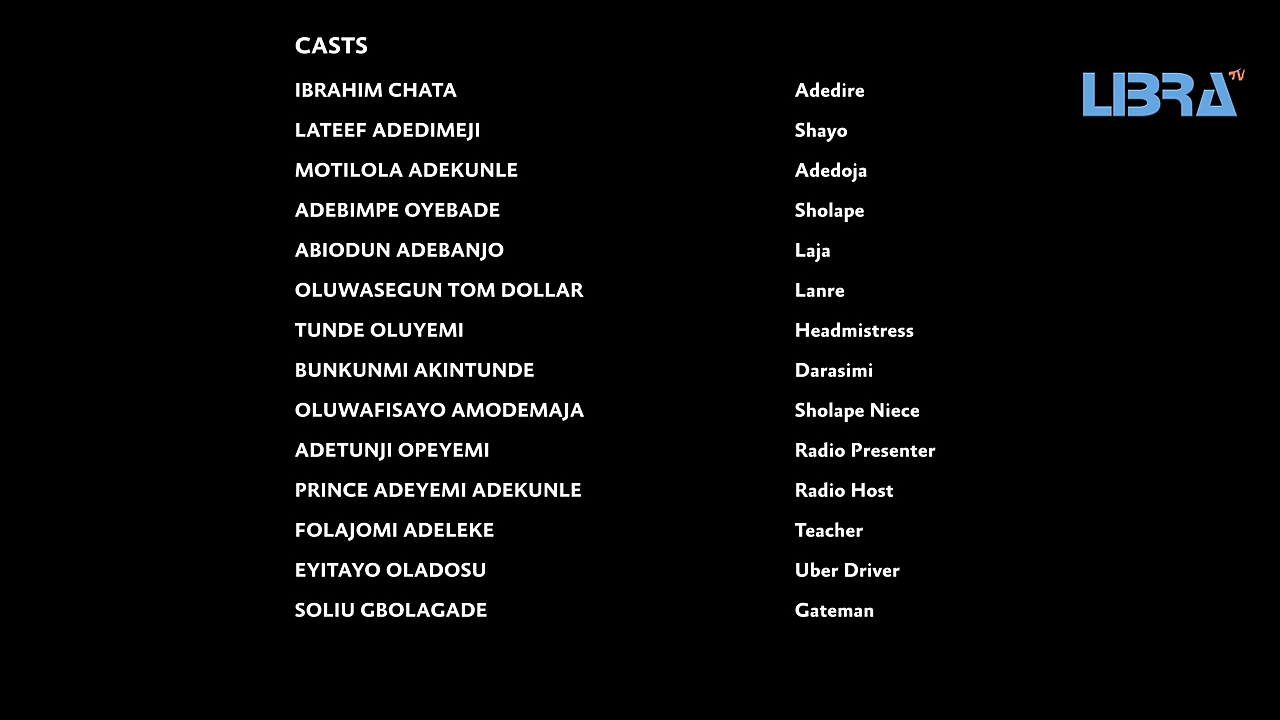 CASTS
IBRAHIM CHATA Adedire
LATEEF ADEDIMEJI Shayo
MOTILOLA ADEKUNLE Adedoja
ADEBIMPE OYEBADE Sholape
ABIODUN ADEBANJO Laja
OLUWASEGUN TOM DOLLAR Lanre
TUNDE OLUYEMI Headmistress
BUNKUNMI AKINTUNDE Darasimi
OLUWAFISAYO AMODEMAJA Sholape Niece
ADETUNJI OPEYEMI Radio Presenter
PRINCE ADEYEMI ADEKUNLE Radio Host
FOLAJOMI ADELEKE Teacher
EYITAYO OLADOSU Uber Driver
SOLIU GBOLAGADE Gateman
LIBRA TV